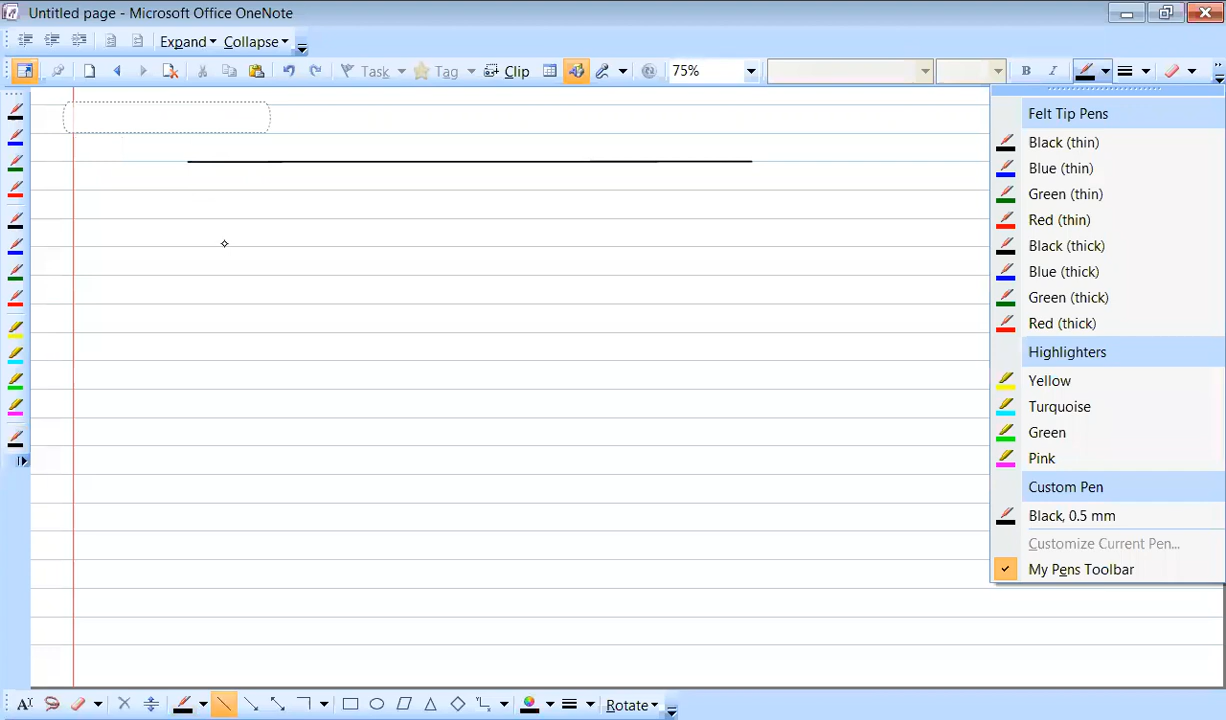 Untitled page - Microsoft Office OneNote
Expand Collapse
Task Tag Clip 75% B I
Felt Tip Pens
Black (thin)
Blue (thin)
Green (thin)
Red (thin)
Black (thick)
Blue (thick)
Green (thick)
Red (thick)
Highlighters
Yellow
Turquoise
Green
Pink
Custom Pen
Black, 0.5 mm
Customize Current Pen...
My Pens Toolbar
A Rotate